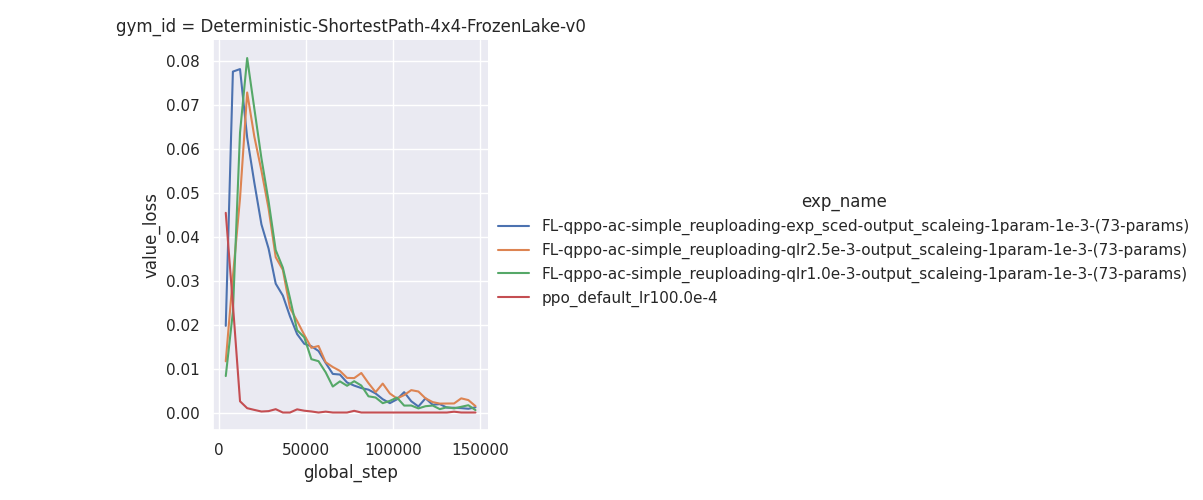 gym_id = Deterministic-ShortestPath-4x4-FrozenLake-v0
0.08
0.07
0.06
0.05
0.04
0.03
0.02
0.01
0.00
value_loss
0
50000
100000
150000
global_step
exp_name
FL-qppo-ac-simple_reuploading-exp_sced-output_scaleing-1param-1e-3-(73-params)
FL-qppo-ac-simple_reuploading-qlr2.5e-3-output_scaleing-1param-1e-3-(73-params)
FL-qppo-ac-simple_reuploading-qlr1.0e-3-output_scaleing-1param-1e-3-(73-params)
ppo_default_lr100.0e-4